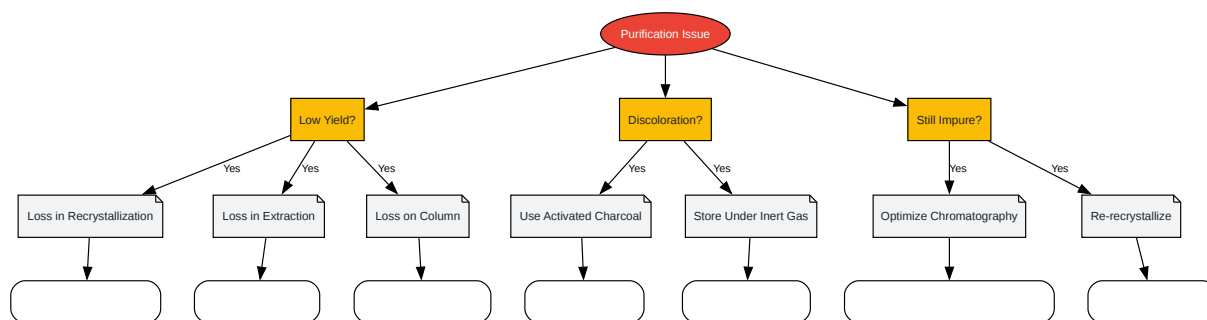 Purification Issue
Low Yield?
Discoloration?
Still Impure?
Yes
Yes
Yes
Yes
Yes
Yes
Yes
Loss in Recrystallization
Loss in Extraction
Loss on Column
Use Activated Charcoal
Store Under Inert Gas
Optimize Chromatography
Re-recrystallize